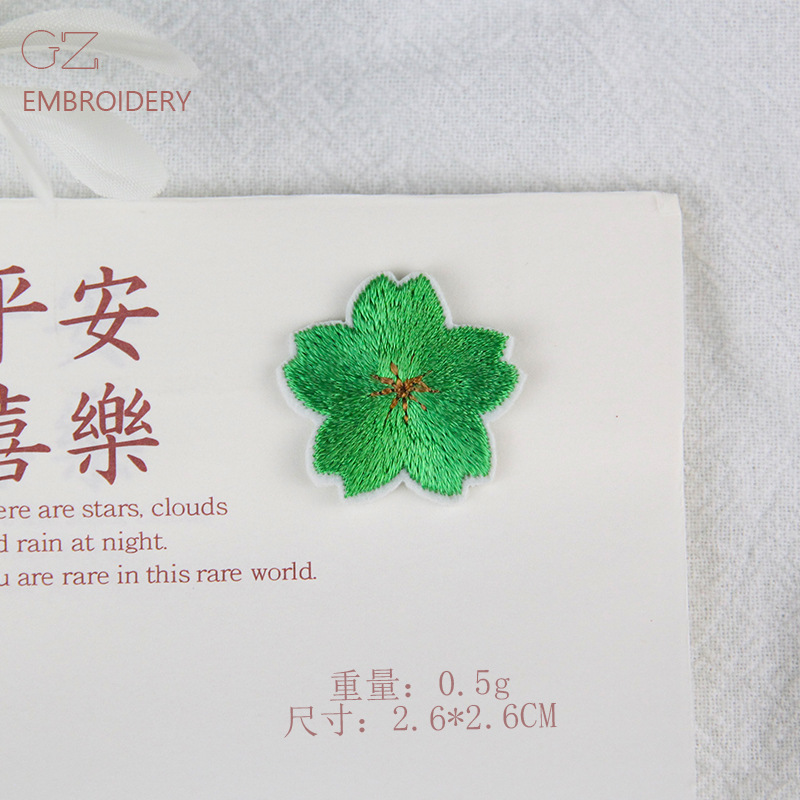 GZ
EMBROIDERY
平安
喜樂
ere are stars, clouds
d rain at night.
u are rare in this rare world.
重量：0.5g
尺寸：2.6*2.6CM